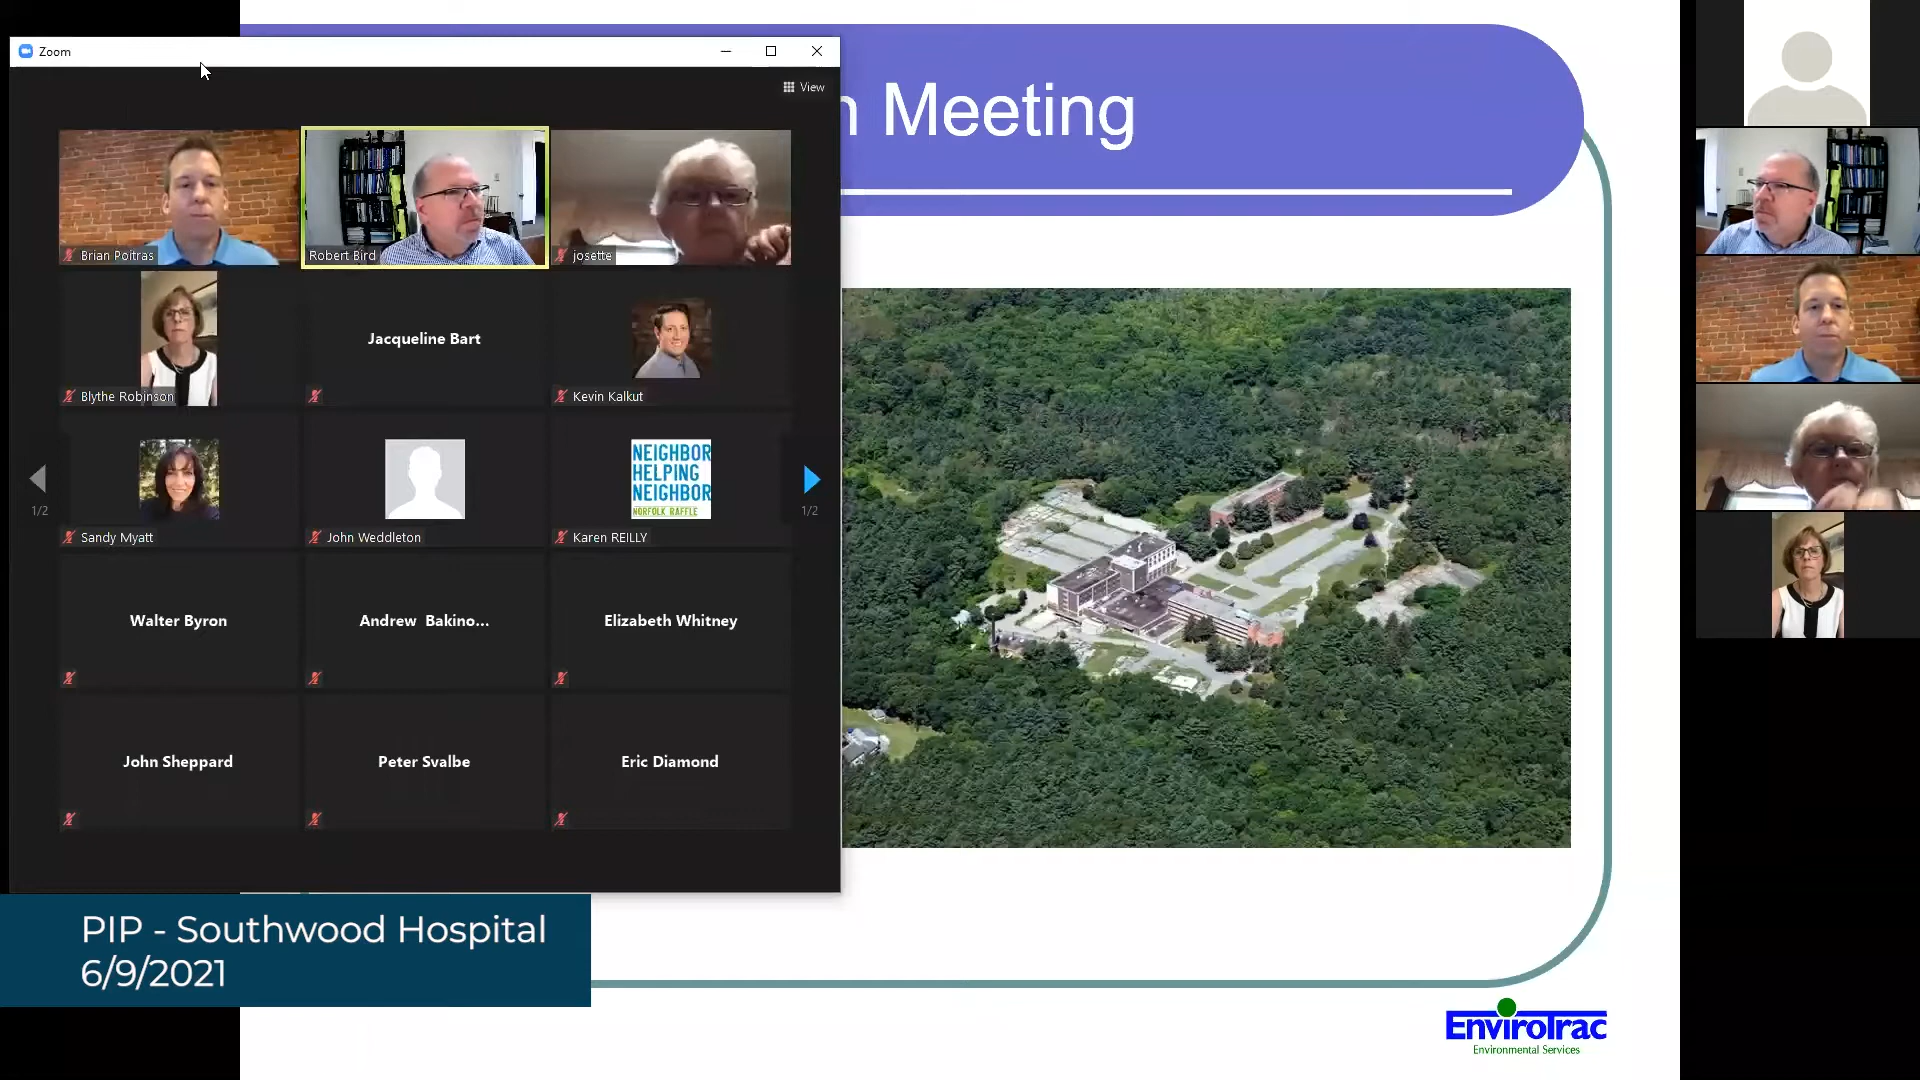 Zoom
View
n Meeting
Brian Poitras
Robert Bird
josette
Jacqueline Bart
Blythe Robinson
Kevin Kalkut
NEIGHBOR
HELPING
NEIGHBOR
NORFOLK RAFFLE
1/2
1/2
Sandy Myatt
John Weddleton
Karen REILLY
Walter Byron
Andrew Bakino...
Elizabeth Whitney
John Sheppard
Peter Svalbe
Eric Diamond
PIP - Southwood Hospital
6/9/2021
EnviroTrac
Environmental Services